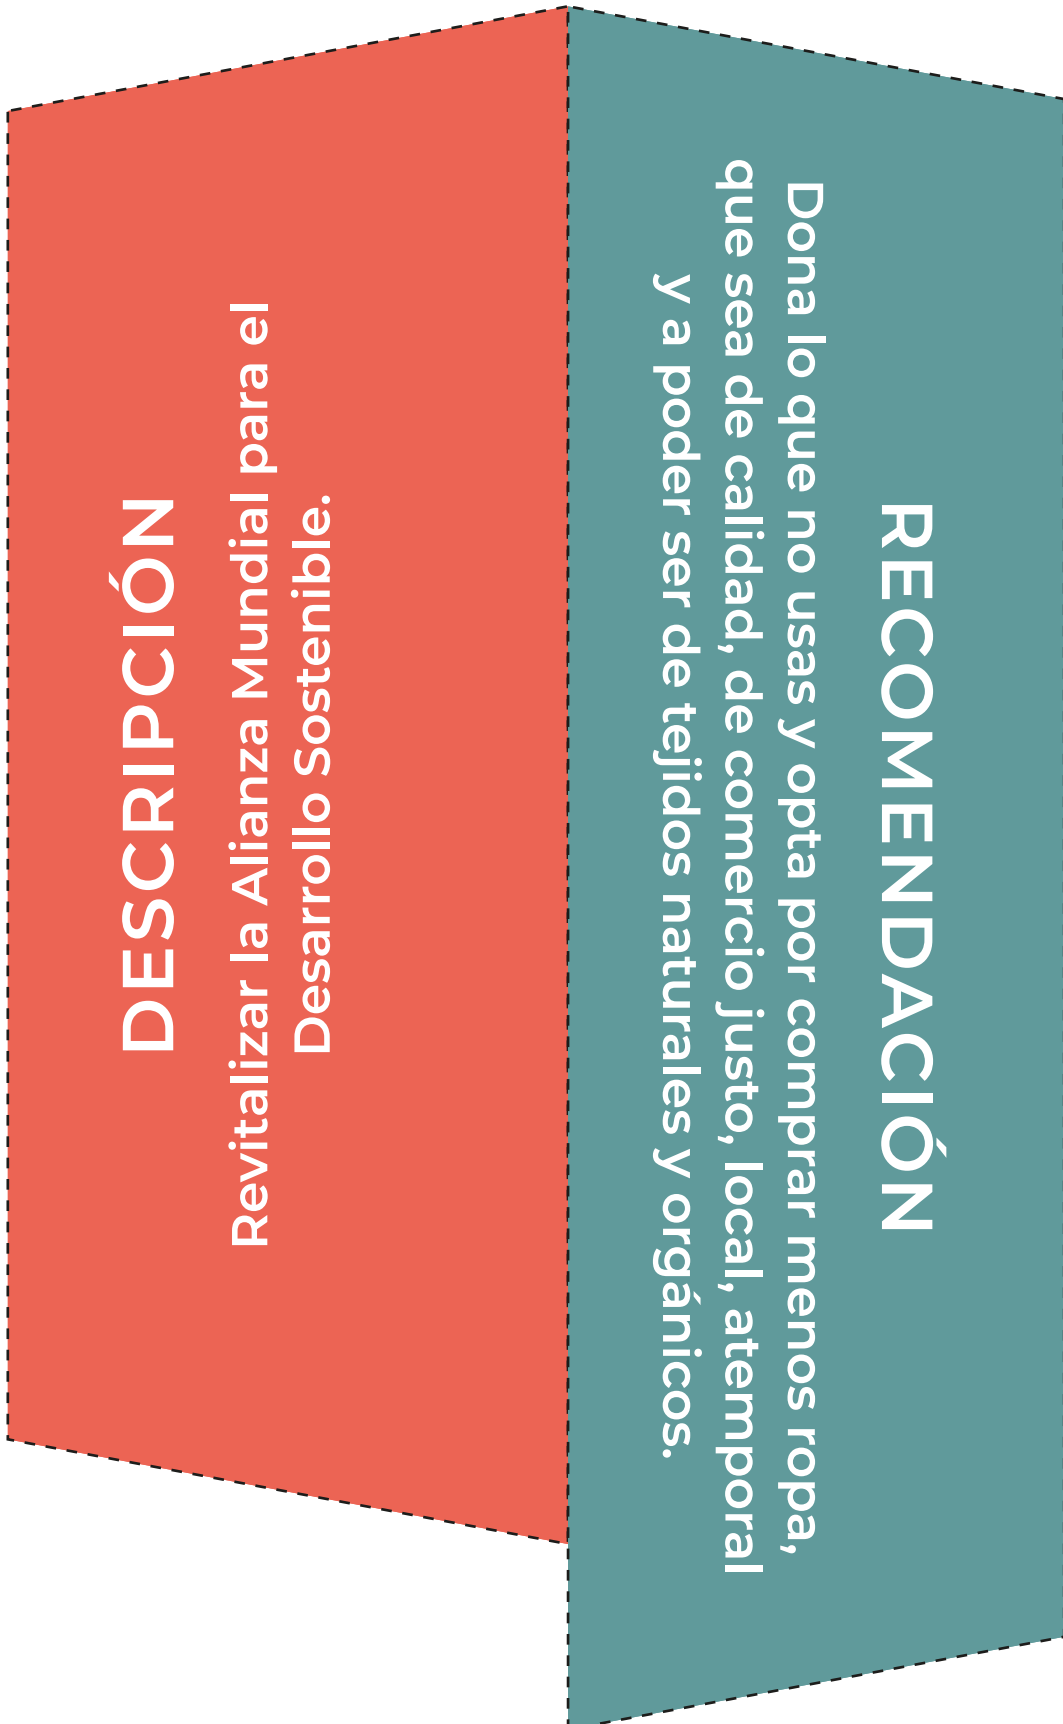 DESCRIPCIÓN
Revitalizar la Alianza Mundial para el
Desarrollo Sostenible.
RECOMENDACIÓN
Dona lo que no usas y opta por comprar menos ropa,
que sea de calidad, de comercio justo, local, atemporal
y a poder ser de tejidos naturales y orgánicos.